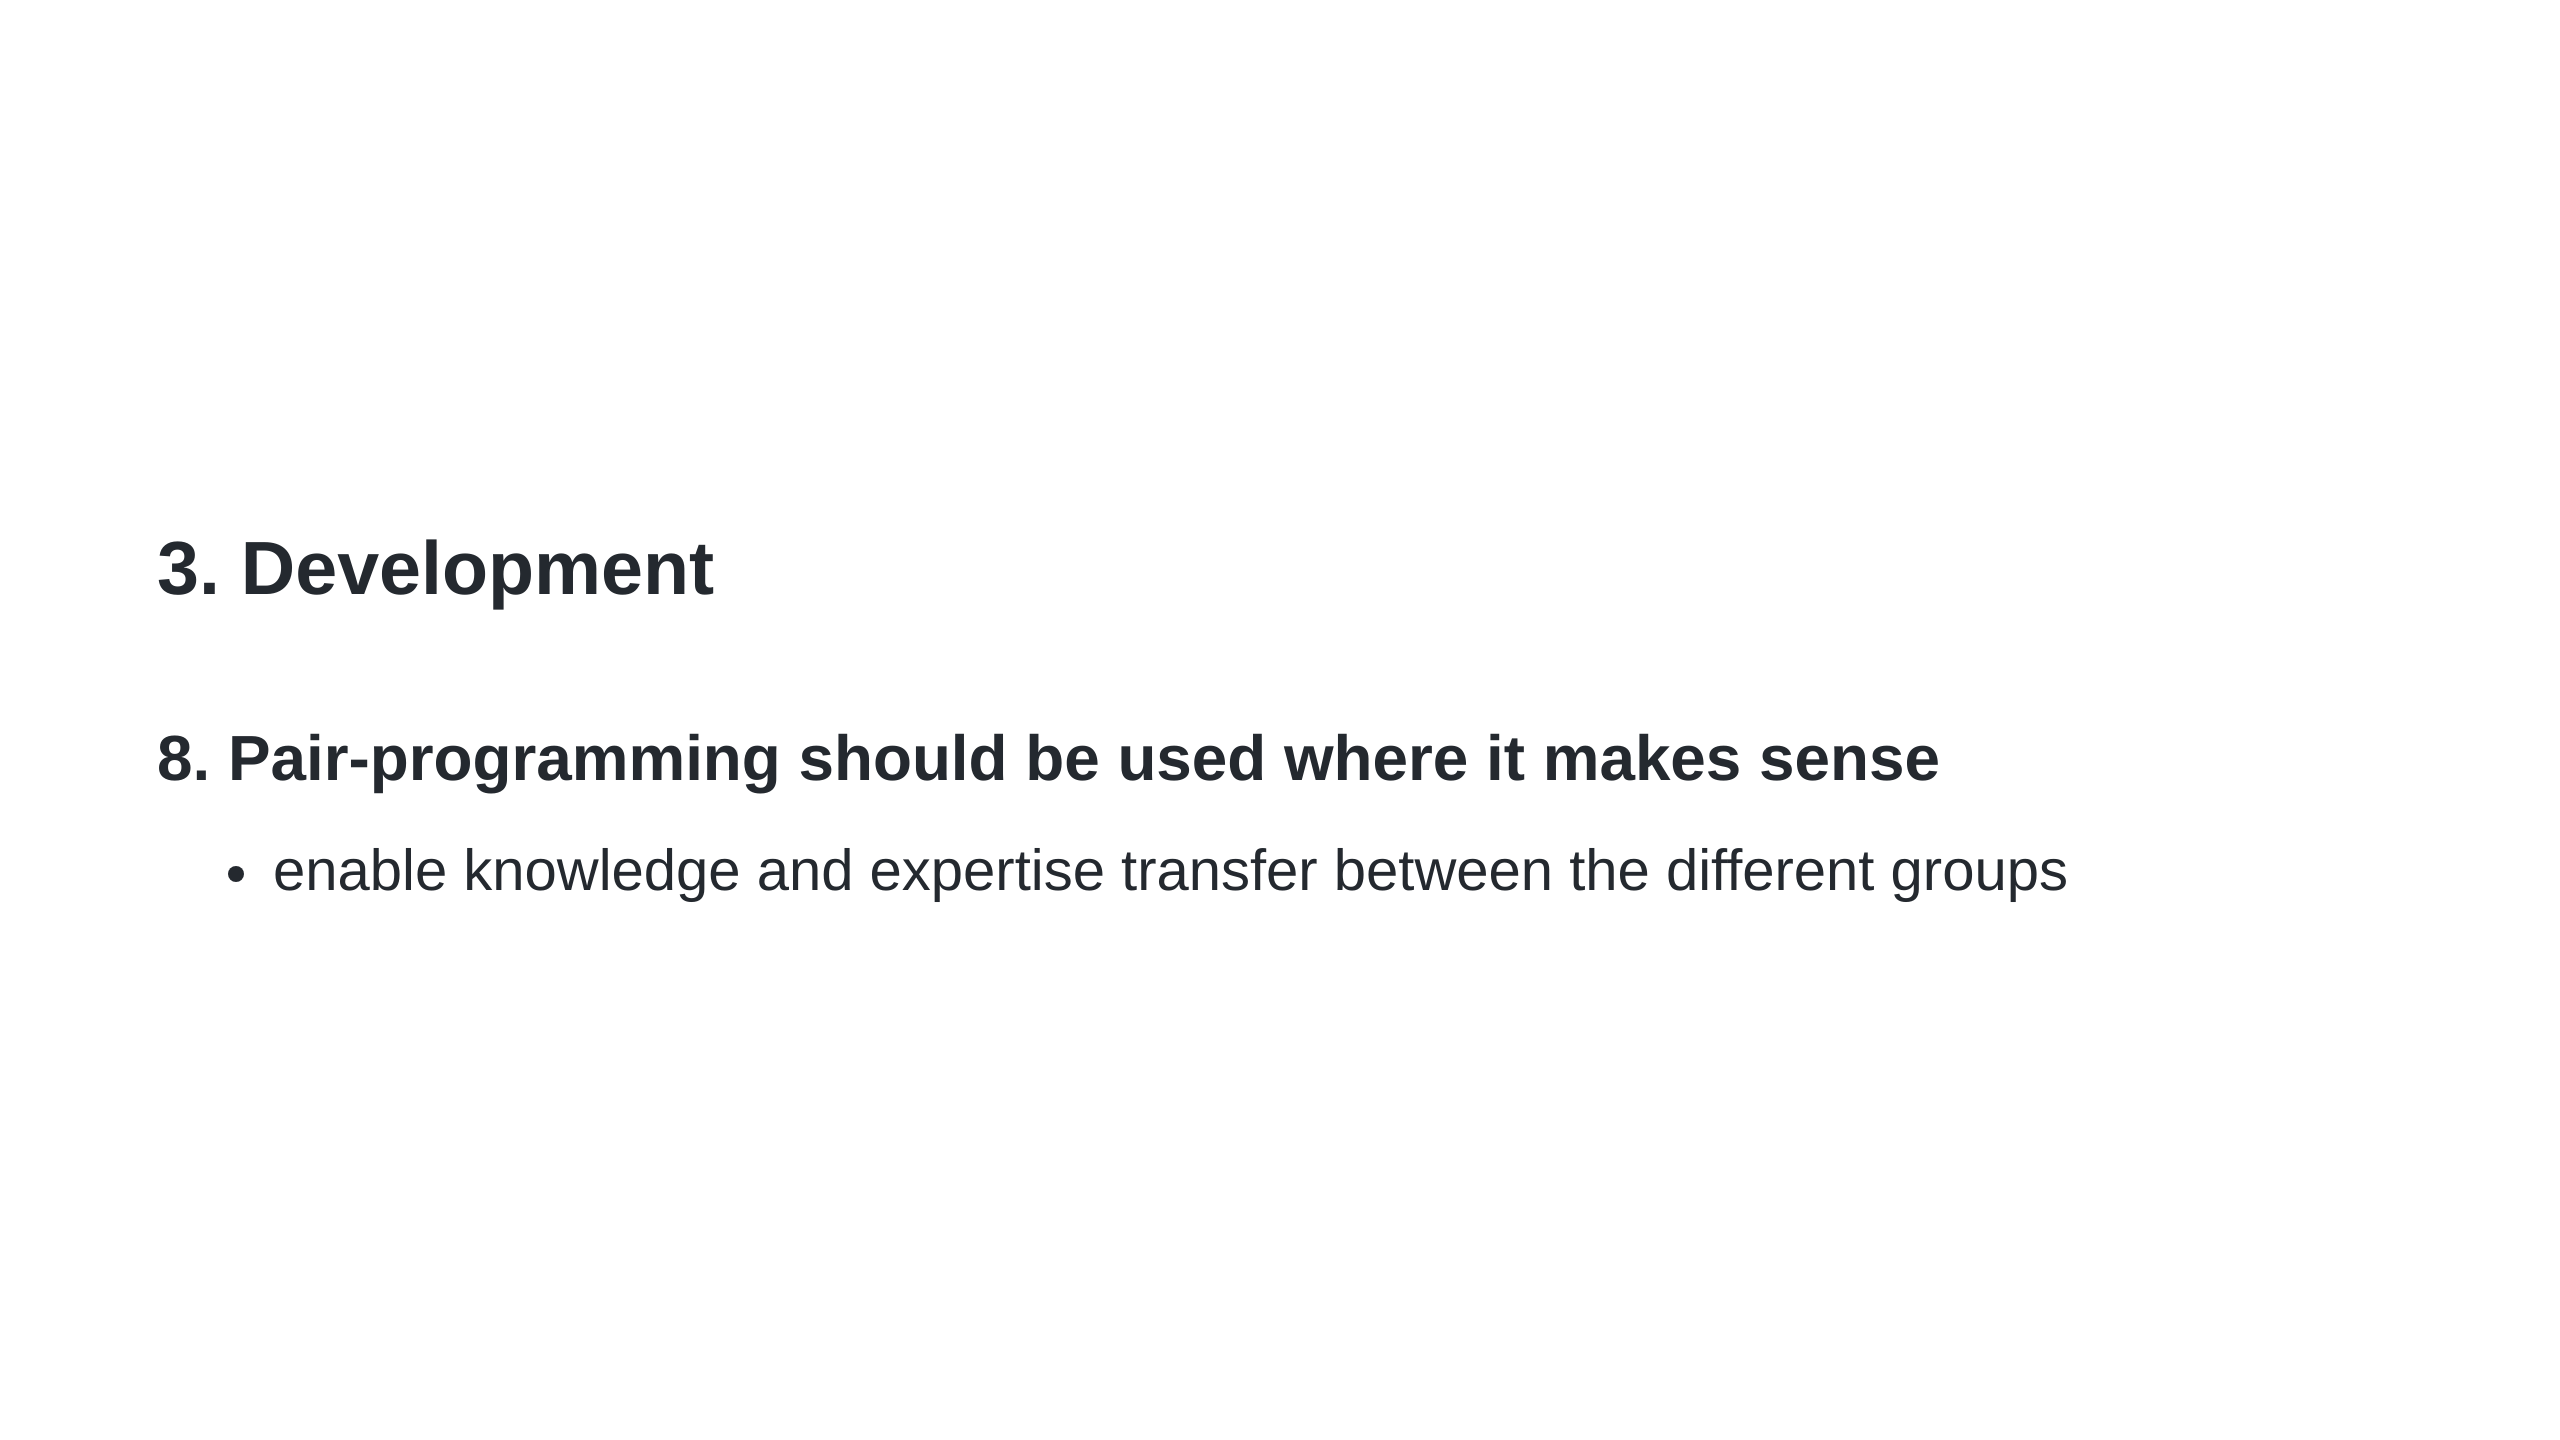 3. Development
8. Pair-programming should be used where it makes sense
• enable knowledge and expertise transfer between the different groups